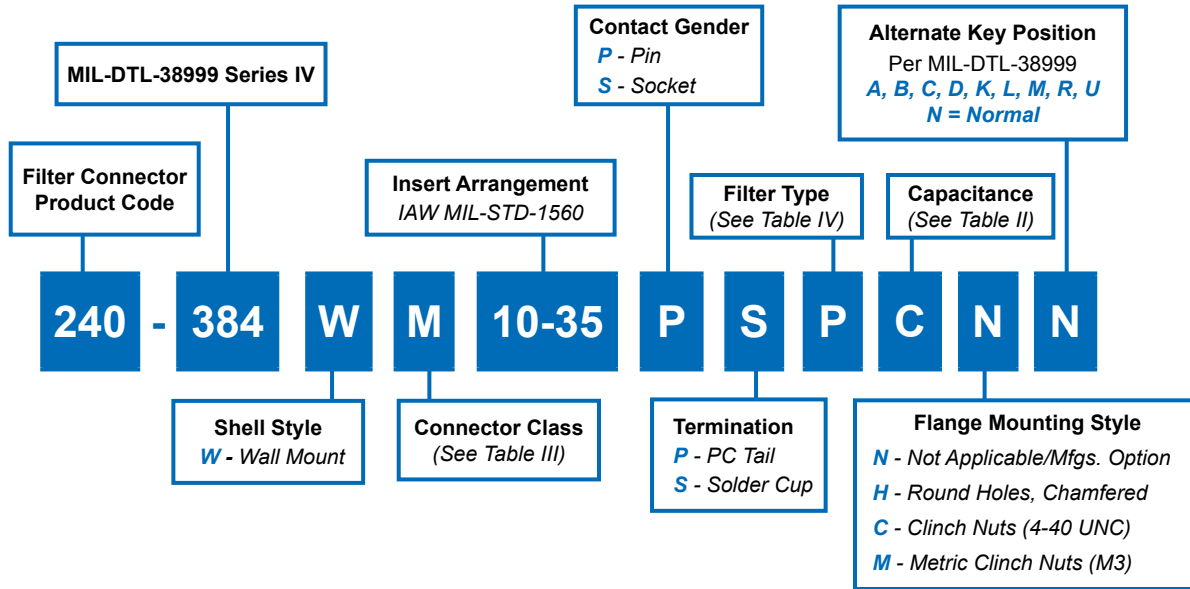 MIL-DTL-38999 Series IV
Contact Gender
P - Pin
S - Socket
Alternate Key Position
Per MIL-DTL-38999
A, B, C, D, K, L, M, R, U
N = Normal
Filter Connector
Product Code
Insert Arrangement
IAW MIL-STD-1560
Filter Type
(See Table IV)
Capacitance
(See Table II)
240 - 384 W M 10-35 P S P C N N
Shell Style
W - Wall Mount
Connector Class
(See Table III)
Termination
P - PC Tail
S - Solder Cup
Flange Mounting Style
N - Not Applicable/Mfgs. Option
H - Round Holes, Chamfered
C - Clinch Nuts (4-40 UNC)
M - Metric Clinch Nuts (M3)